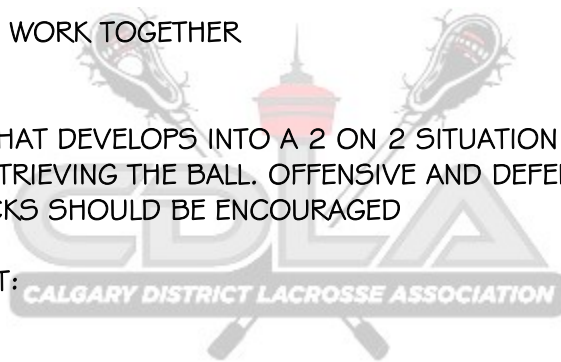 WORK TOGETHER
HAT DEVELOPS INTO A 2 ON 2 SITUATION
TRIEVING THE BALL. OFFENSIVE AND DEFE
CKS SHOULD BE ENCOURAGED
T:
CDLA
CALGARY DISTRICT LACROSSE ASSOCIATION